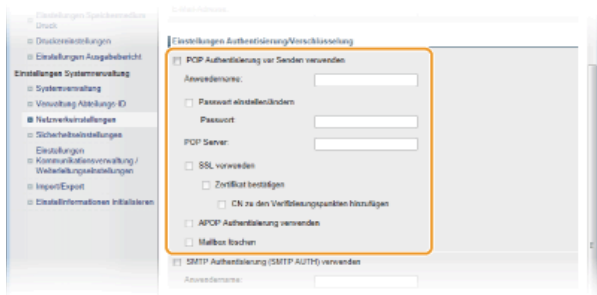 Druck
Druckereinstellungen
Einstellungen Ausgabebericht
Einstellungen Systemverwaltung
Systemverwaltung
Verwaltung Abteilungs-ID
Netzwerkeinstellungen
Sicherheitseinstellungen
Einstellungen
Kommunikationsverwaltung /
Weiterleitungseinstellungen
Import/Export
Einstellinformationen Initialisieren
Einstellungen Authentisierung/Verschlüsselung
POP Authentisierung vor Senden verwenden
Anwendername:
Passwort einstellen/ändern
Passwort:
POP Server:
SSL verwenden
Zertifikat bestätigen
CN zu den Verifizierungspunkten hinzufügen
APOP Authentisierung verwenden
Mailbox löschen
SMTP Authentisierung (SMTP AUTH) verwenden
Anwendername: